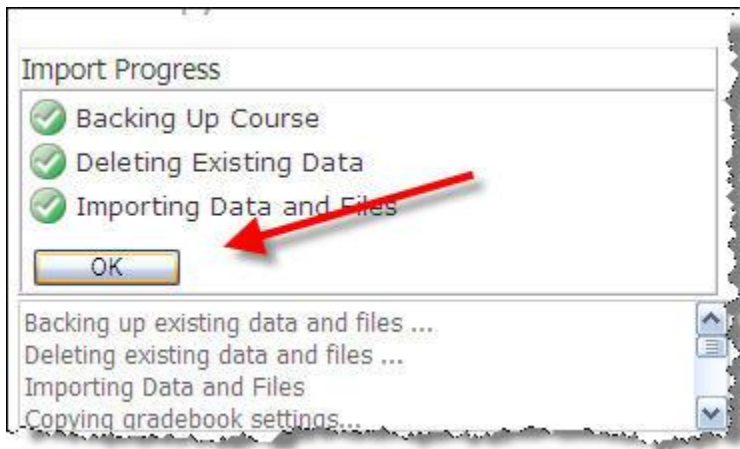 Import Progress
Backing Up Course
Deleting Existing Data
Importing Data and Files
OK
Backing up existing data and files ...
Deleting existing data and files ...
Importing Data and Files
Copying gradebook settings...